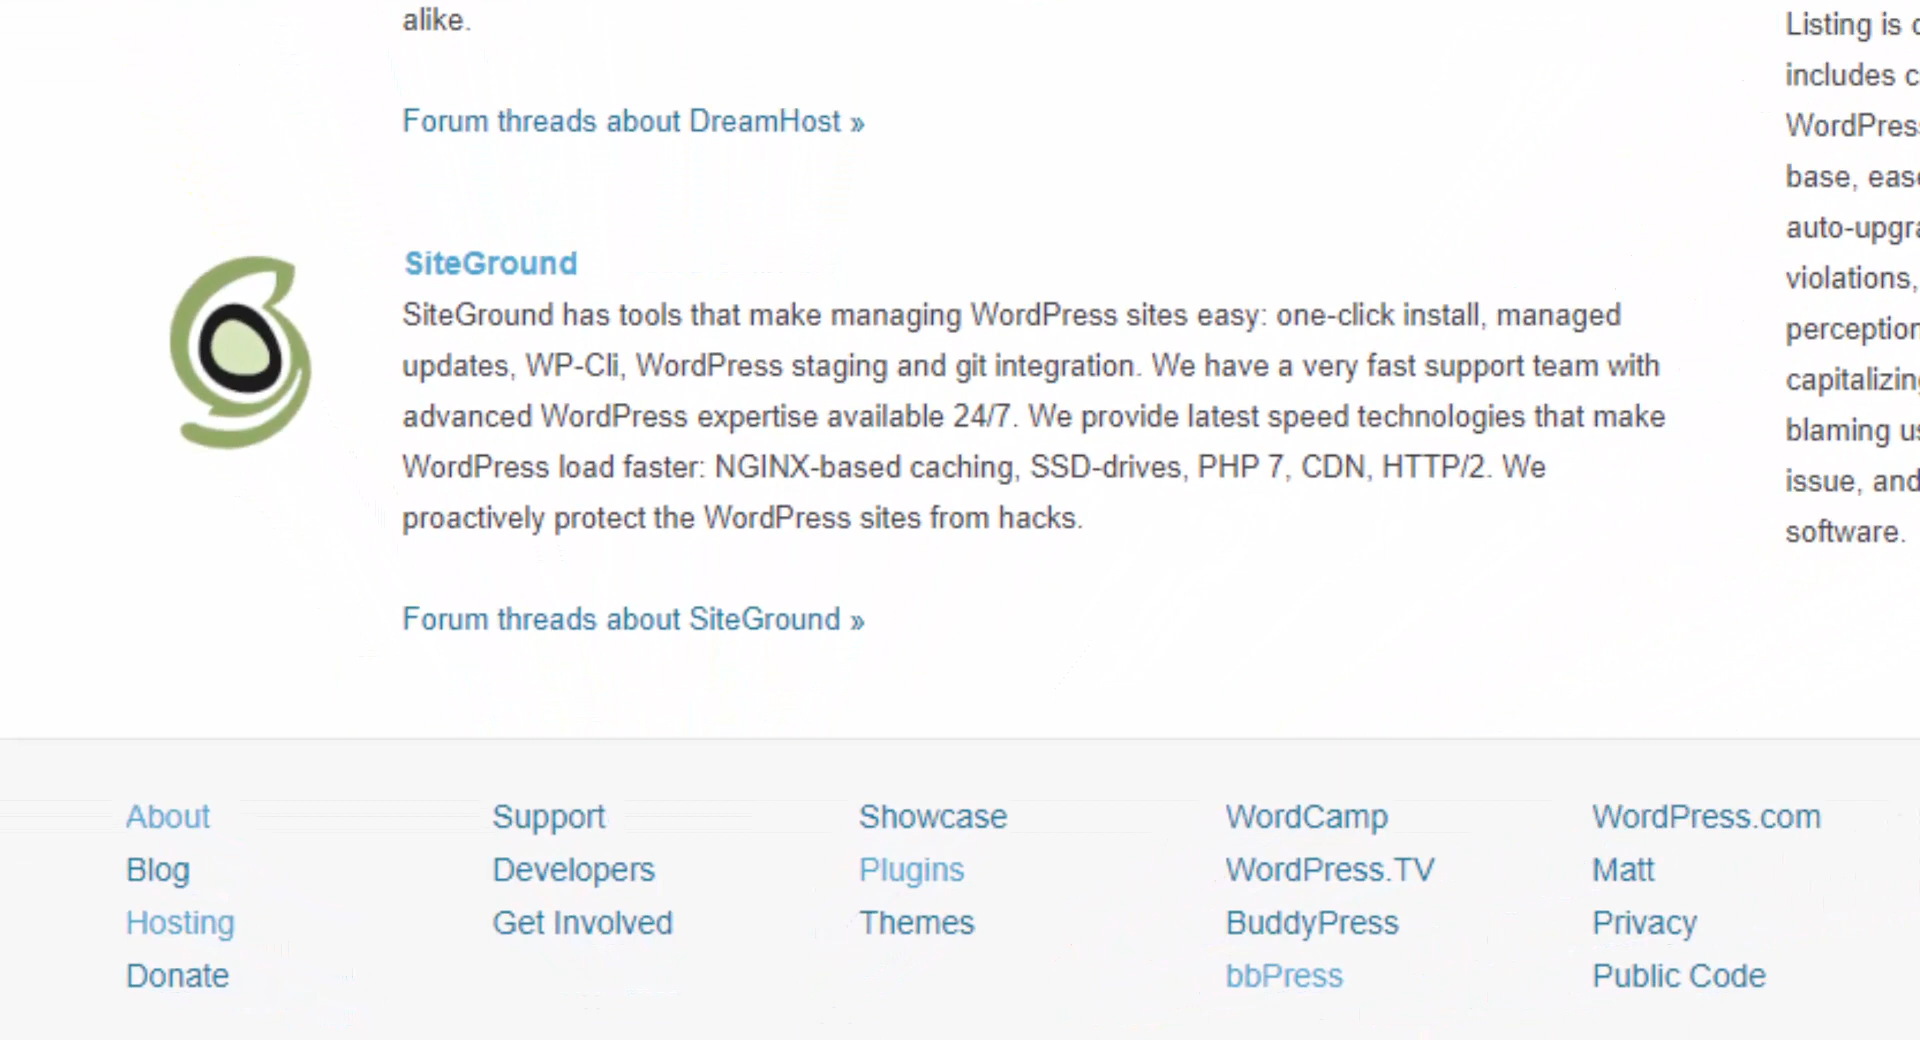 alike.
Forum threads about DreamHost »
SiteGround
SiteGround has tools that make managing WordPress sites easy: one-click install, managed
updates, WP-Cli, WordPress staging and git integration. We have a very fast support team with
advanced WordPress expertise available 24/7. We provide latest speed technologies that make
WordPress load faster: NGINX-based caching, SSD-drives, PHP 7, CDN, HTTP/2. We
proactively protect the WordPress sites from hacks.
Forum threads about SiteGround »
Listing is
includes
base,
violations,
issue, and
software.
About
Blog
Hosting
Donate
Support
Developers
Get Involved
Showcase
Plugins
Themes
WordCamp
WordPress.TV
BuddyPress
bbPress
WordPress.com
Matt
Privacy
Public Code